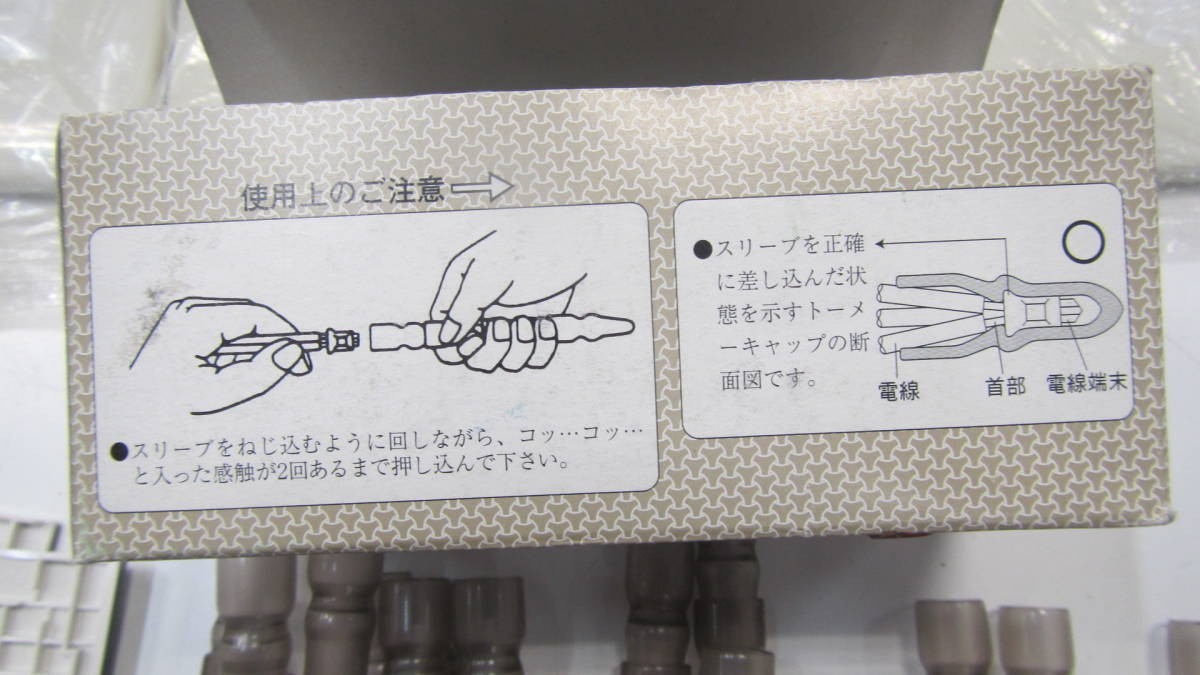 使用上のご注意
●スリーブをねじ込むように回しながら、コッ…コッ…
と入った感触が2回あるまで押し込んで下さい。
●スリーブを正確
に差し込んだ状
態を示すトーメ
ーキャップの断
面図です。
電線
首部
電線端末